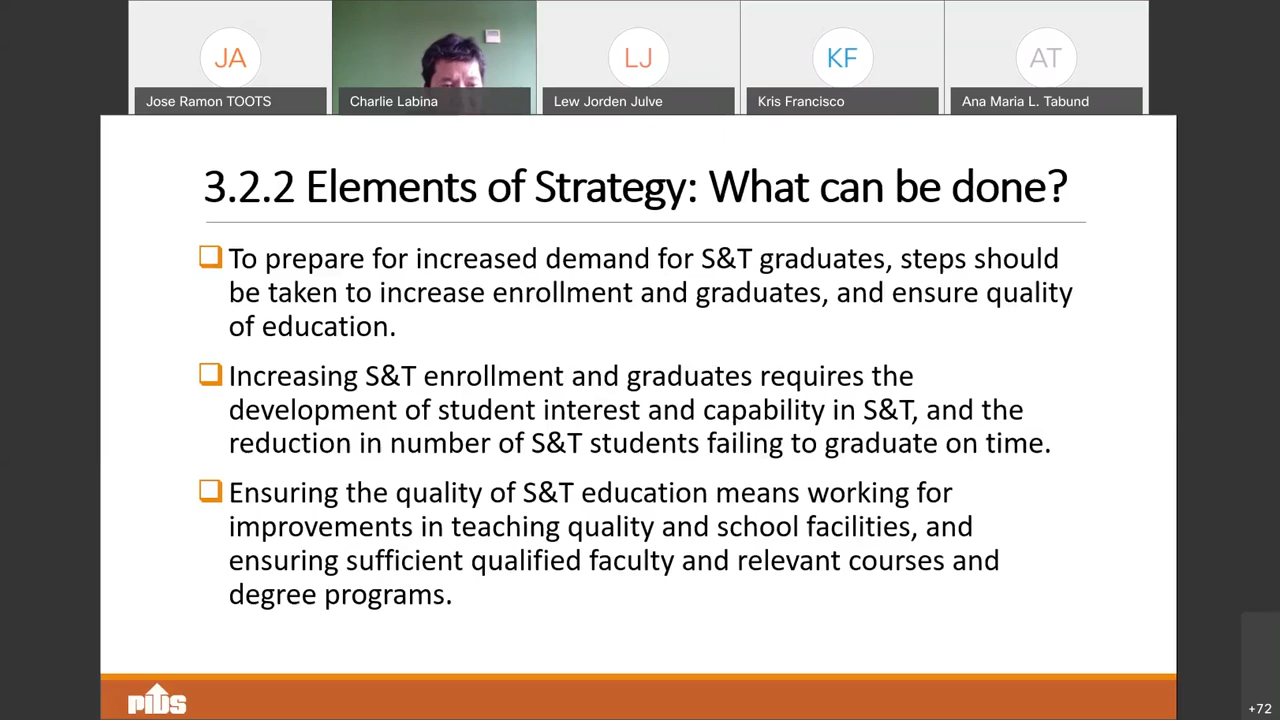 JA
LJ
KF
AT
Jose Ramon TOOTS
Charlie Labina
Lew Jorden Julve
Kris Francisco
Ana Maria L. Tabund
3.2.2 Elements of Strategy: What can be done?
To prepare for increased demand for S&T graduates, steps should
be taken to increase enrollment and graduates, and ensure quality
of education.
Increasing S&T enrollment and graduates requires the
development of student interest and capability in S&T, and the
reduction in number of S&T students failing to graduate on time.
Ensuring the quality of S&T education means working for
improvements in teaching quality and school facilities, and
ensuring sufficient qualified faculty and relevant courses and
degree programs.
PIDS
+72